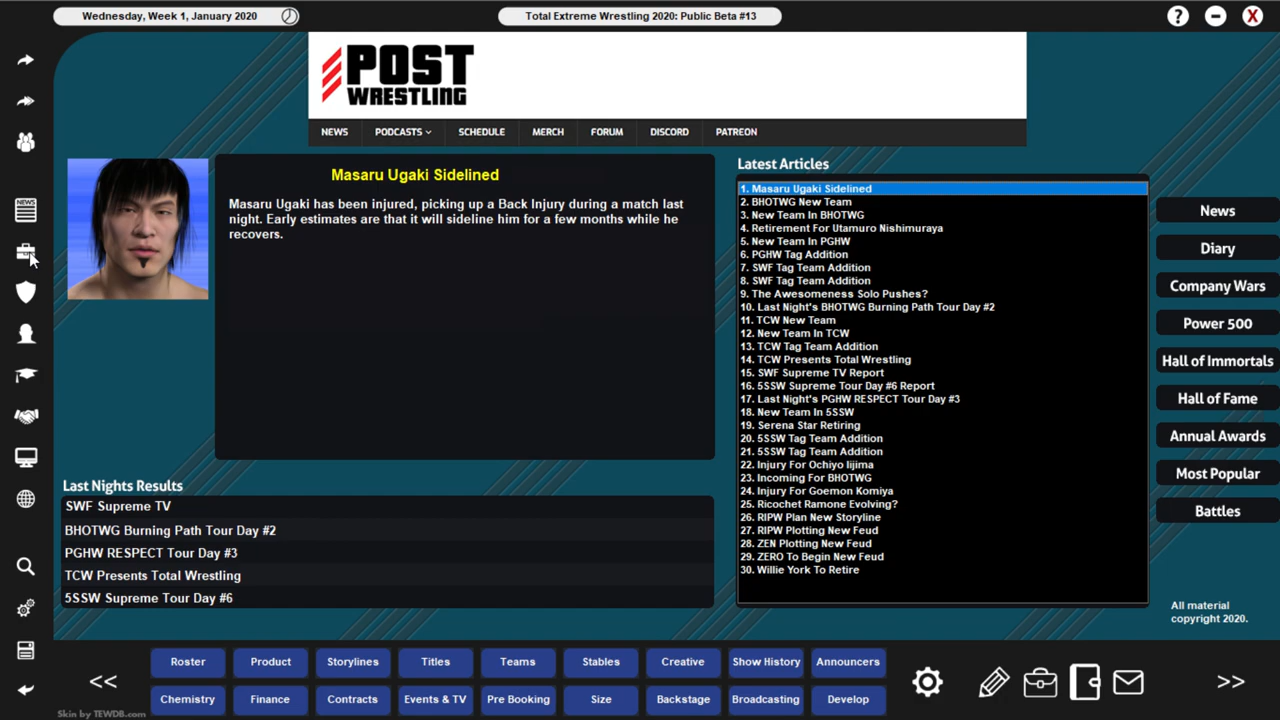 Wednesday, Week 1, January 2020
Total Extreme Wrestling 2020: Public Beta #13
?
X
POST
WRESTLING
NEWS
PODCASTS
SCHEDULE
MERCH
FORUM
DISCORD
PATREON
NEWS
Masaru Ugaki Sidelined
Masaru Ugaki has been injured, picking up a Back Injury during a match last
night. Early estimates are that it will sideline him for a few months while he
recovers.
Latest Articles
1. Masaru Ugaki Sidelined
2. BHOTWG New Team
3. New Team In BHOTWG
4. Retirement For Utamuro Nishimuraya
5. New Team In PGHW
6. PGHW Tag Addition
7. SWF Tag Team Addition
8. SWF Tag Team Addition
9. The Awesomeness Solo Pushes?
10. Last Night's BHOTWG Burning Path Tour Day #2
11. TCW New Team
12. New Team In TCW
13. TCW Tag Team Addition
14. TCW Presents Total Wrestling
15. SWF Supreme TV Report
16. 5SSW Supreme Tour Day #6 Report
17. Last Night's PGHW RESPECT Tour Day #3
18. New Team In 5SSW
19. Serena Star Retiring
20. 5SSW Tag Team Addition
21. 5SSW Tag Team Addition
22. Injury For Ochiyo Iijima
23. Incoming For BHOTWG
24. Injury For Goemon Komiya
25. Ricochet Ramone Evolving?
26. RIPW Plan New Storyline
27. RIPW Plotting New Feud
28. ZEN Plotting New Feud
29. ZERO To Begin New Feud
30. Willie York To Retire
News
Diary
Company Wars
Power 500
Hall of Immortals
Hall of Fame
Annual Awards
Most Popular
Battles
Last Nights Results
SWF Supreme TV
BHOTWG Burning Path Tour Day #2
PGHW RESPECT Tour Day #3
TCW Presents Total Wrestling
5SSW Supreme Tour Day #6
All material
copyright 2020.
<<
Roster
Product
Storylines
Titles
Teams
Stables
Creative
Show History
Announcers
Chemistry
Finance
Contracts
Events & TV
Pre Booking
Size
Backstage
Broadcasting
Develop
>>
Skin by TEWDB.com